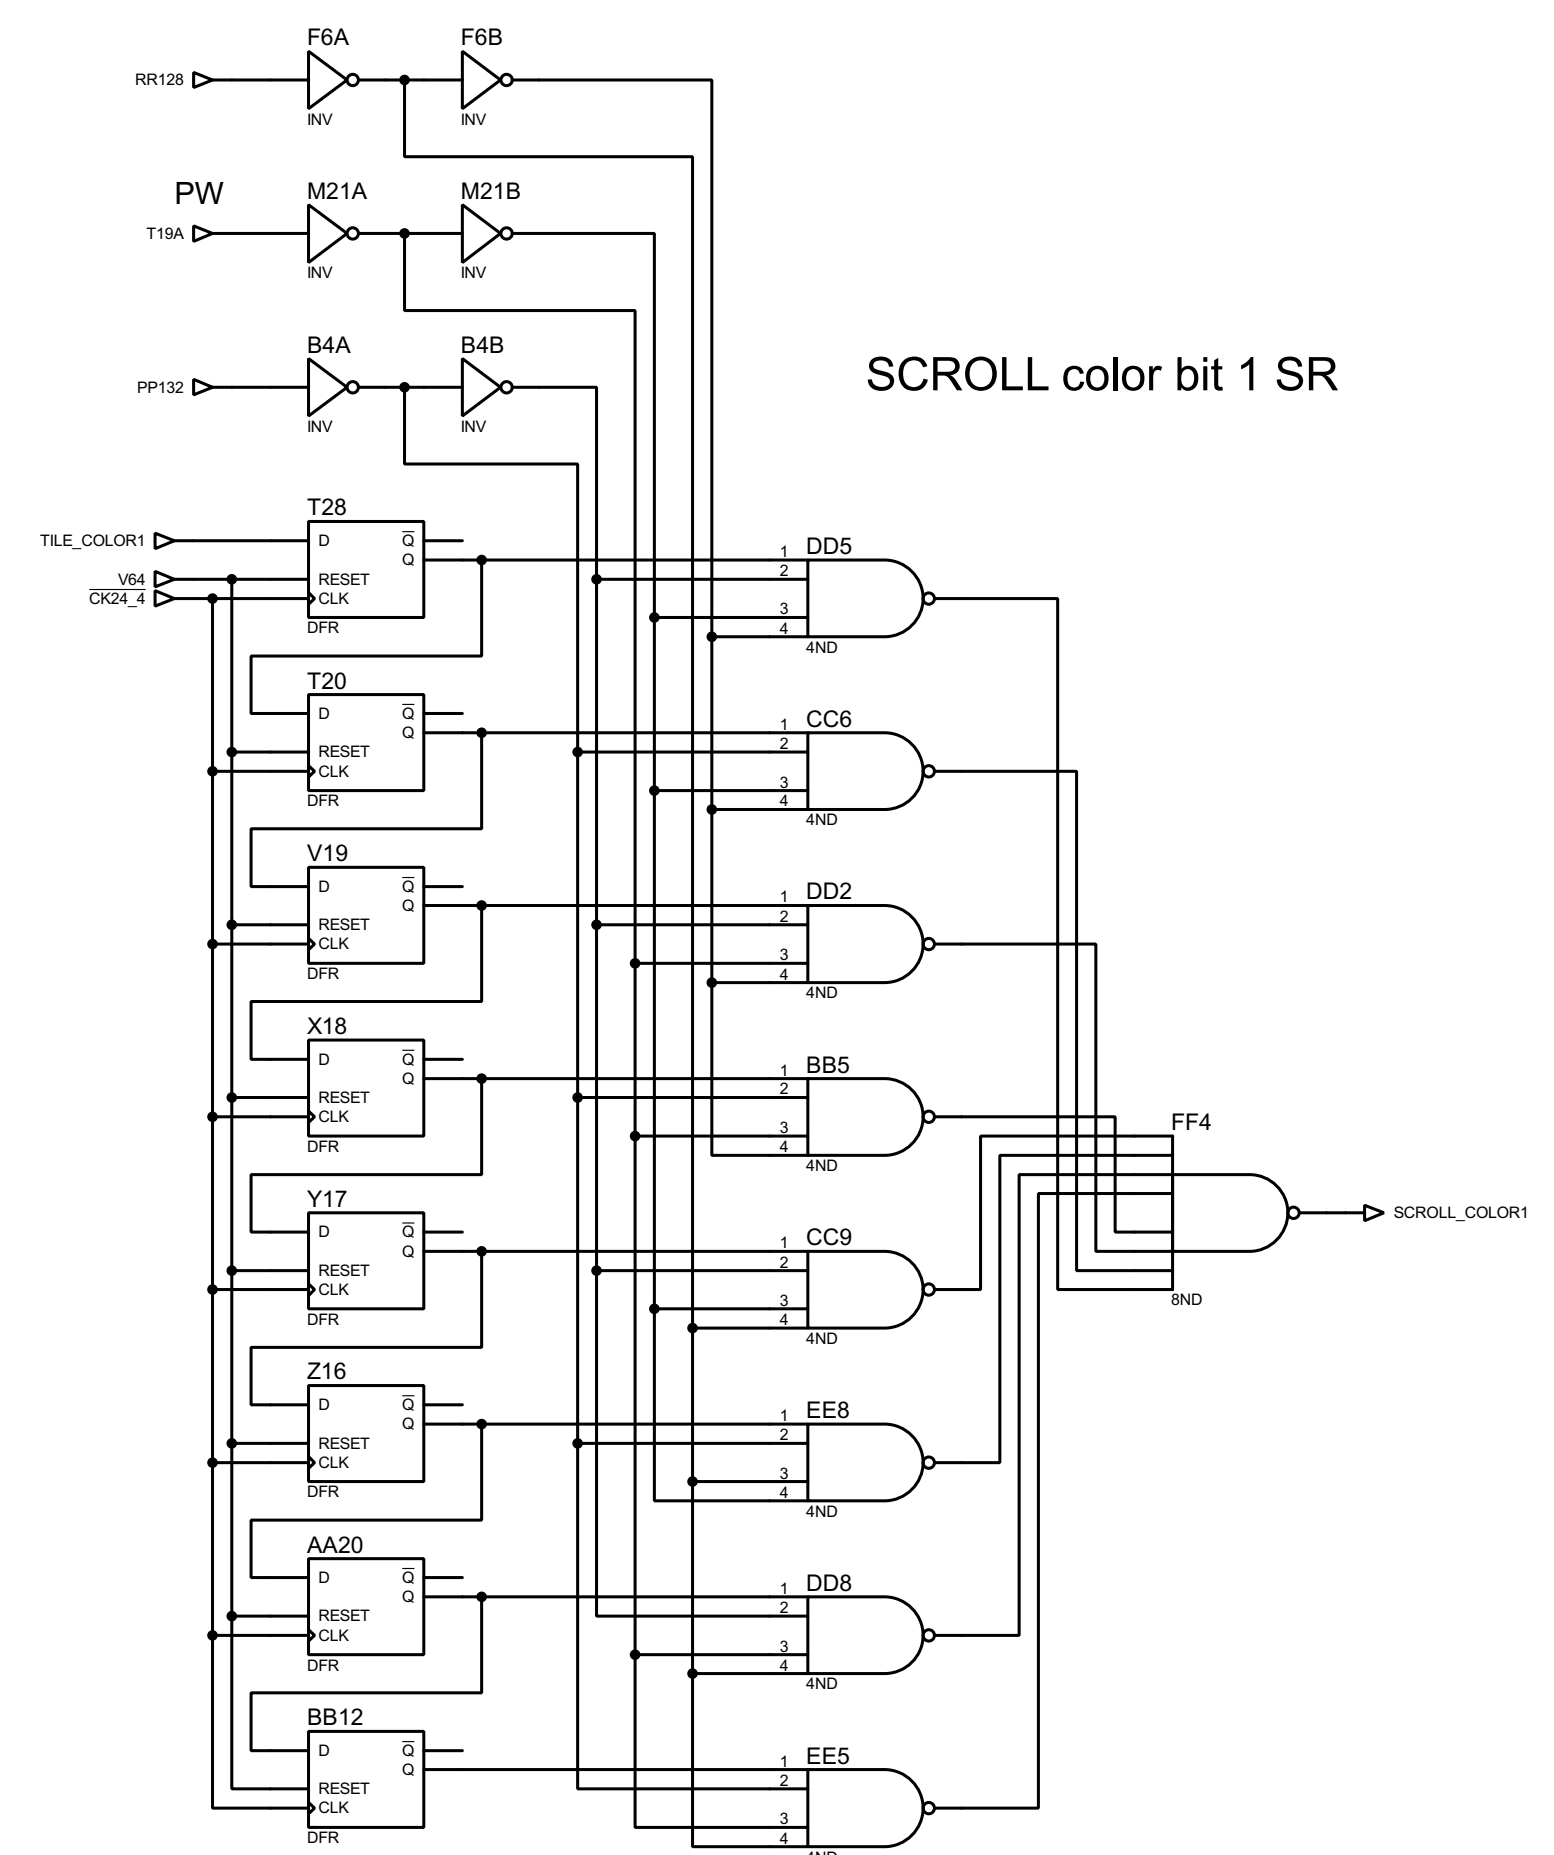 F6A F6B
RR128
INV INV
PW M21A M21B
T19A
INV INV
B4A B4B
PP132
INV INV
SCROLL color bit 1 SR
T28
TILE_COLOR1 D Q
Q
V64 RESET
CK24_4 CLK
DFR
1 DD5
2
3
4
4ND
T20
D Q
Q
RESET
CLK
DFR
1 CC6
2
3
4
4ND
V19
D Q
Q
RESET
CLK
DFR
1 DD2
2
3
4
4ND
X18
D Q
Q
RESET
CLK
DFR
1 BB5
2
3
4
4ND
FF4
SCROLL_COLOR1
8ND
Y17
D Q
Q
RESET
CLK
DFR
1 CC9
2
3
4
4ND
Z16
D Q
Q
RESET
CLK
DFR
1 EE8
2
3
4
4ND
AA20
D Q
Q
RESET
CLK
DFR
1 DD8
2
3
4
4ND
BB12
D Q
Q
RESET
CLK
DFR
1 EE5
2
3
4
4ND